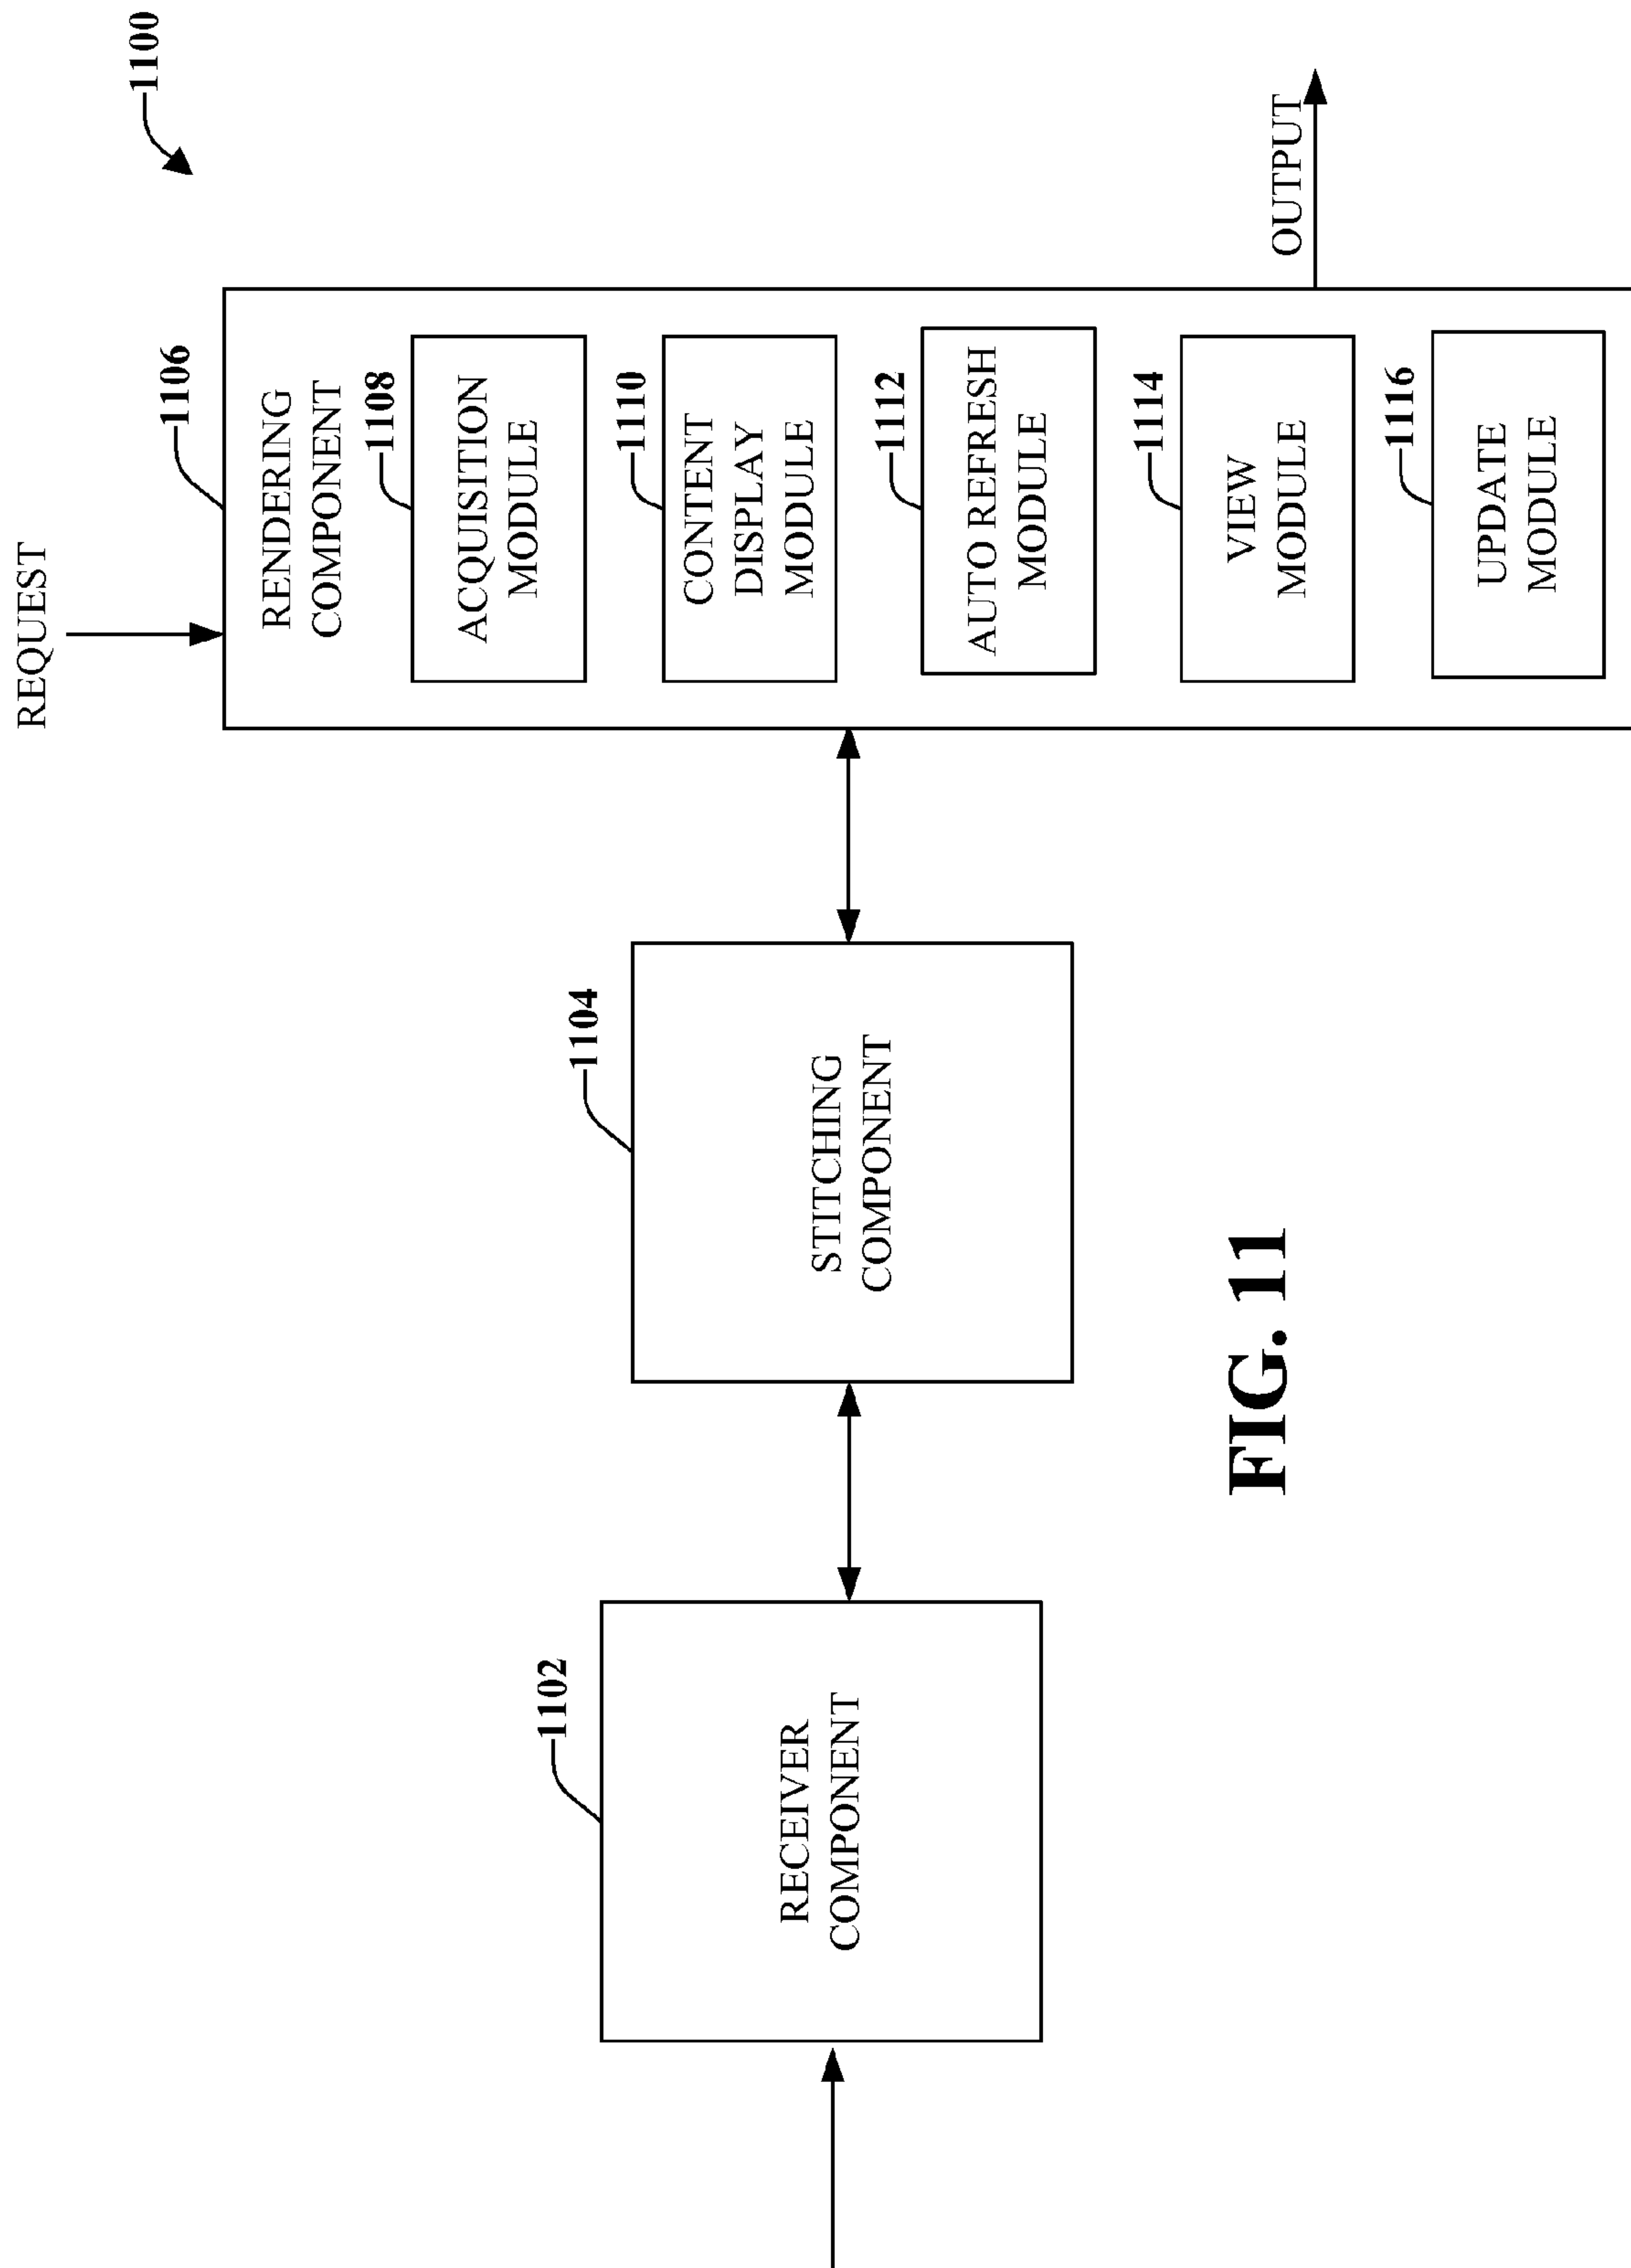 1100
REQUEST
1106
RENDERING
COMPONENT
1108
ACQUISITION
MODULE
1110
CONTENT
DISPLAY
MODULE
1112
AUTO REFRESH
MODULE
1114
VIEW
MODULE
1116
UPDATE
MODULE
OUTPUT
1104
STITCHING
COMPONENT
1102
RECEIVER
COMPONENT
FIG. 11